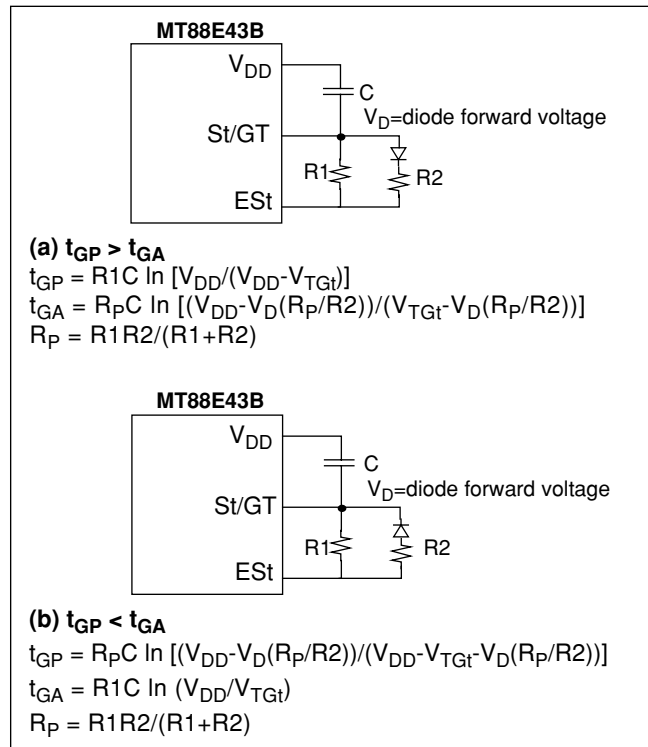 MT88E43B
VDD
C
VD=diode forward voltage
St/GT
R1
R2
ESt
(a) tGP > tGA
tGP = R1C ln [VDD/(VDD-VTGt)]
tGA = RPC ln [(VDD-VD(RP/R2))/(VTGt-VD(RP/R2))]
RP = R1R2/(R1+R2)
MT88E43B
VDD
C
VD=diode forward voltage
St/GT
R1
R2
ESt
(b) tGP < tGA
tGP = RPC ln [(VDD-VD(RP/R2))/(VDD-VTGt-VD(RP/R2))]
tGA = R1C ln (VDD/VTGt)
RP = R1R2/(R1+R2)